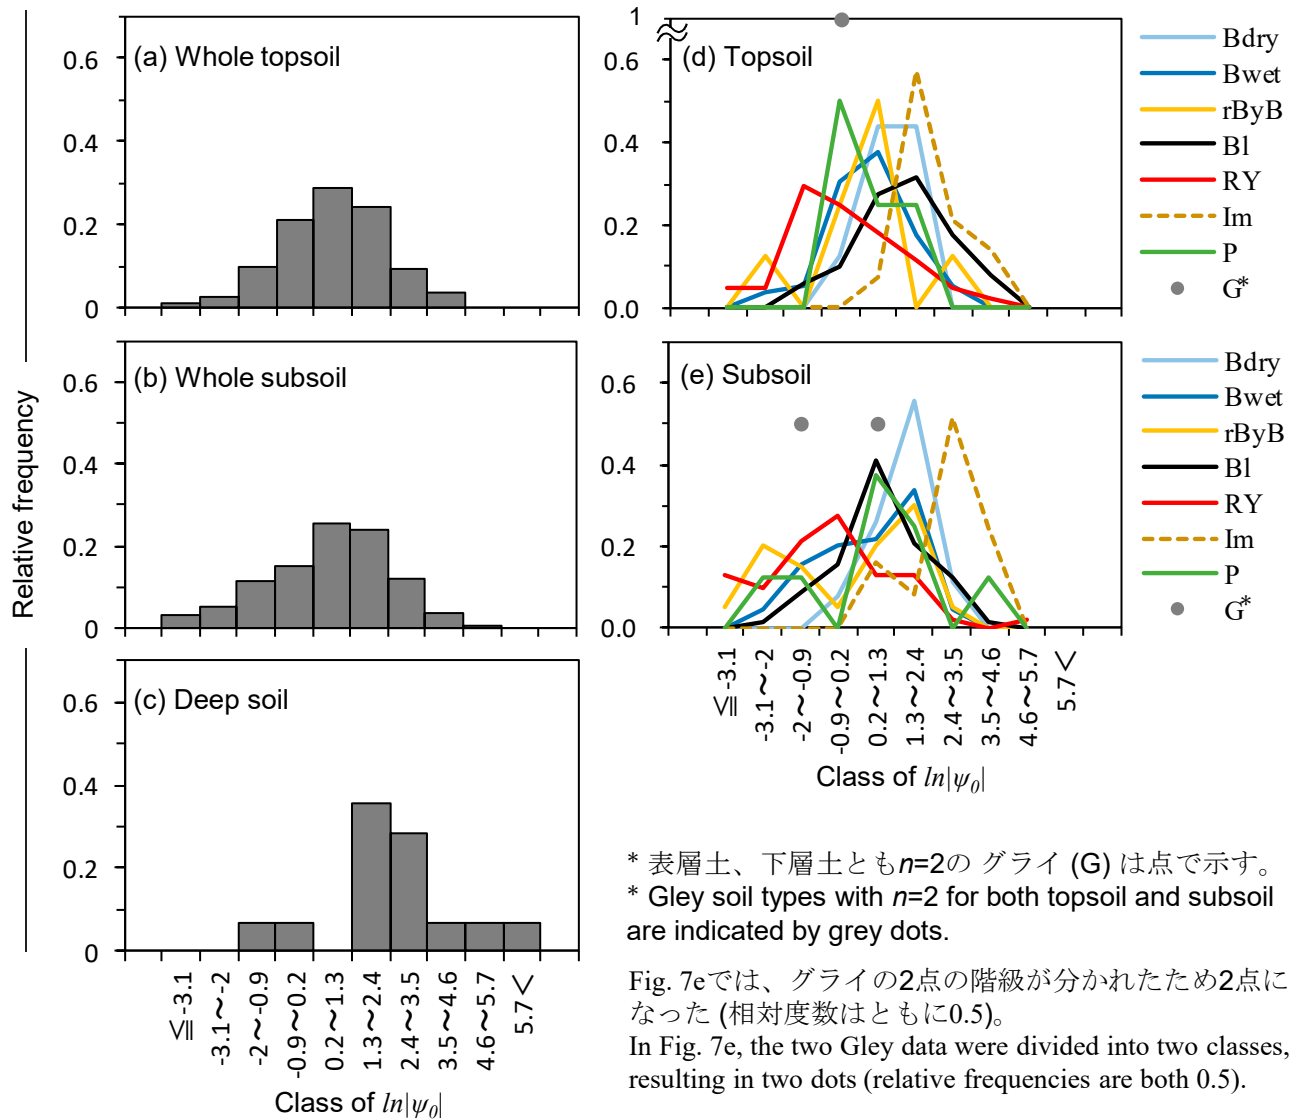 Relative frequency
(a) Whole topsoil
0.6
0.4
0.2
0
(b) Whole subsoil
0.6
0.4
0.2
0
(c) Deep soil
0.6
0.4
0.2
0
≦ -3.1
-3.1～-2
-2～-0.9
-0.9～0.2
0.2～1.3
1.3～2.4
2.4～3.5
3.5～4.6
4.6～5.7
5.7＜
Class of ln|ψ0|
(d) Topsoil
1
0.6
0.4
0.2
0.0
Bdry
Bwet
rByB
Bl
RY
Im
P
G*
(e) Subsoil
0.6
0.4
0.2
0.0
Bdry
Bwet
rByB
Bl
RY
Im
P
G*
≦ -3.1
-3.1～-2
-2～-0.9
-0.9～0.2
0.2～1.3
1.3～2.4
2.4～3.5
3.5～4.6
4.6～5.7
5.7＜
Class of ln|ψ0|
* 表層土、下層土ともn=2の グライ (G) は点で示す。
* Gley soil types with n=2 for both topsoil and subsoil
are indicated by grey dots.
Fig. 7eでは、グライの2点の階級が分かれたため2点に
なった (相対度数はともに0.5)。
In Fig. 7e, the two Gley data were divided into two classes,
resulting in two dots (relative frequencies are both 0.5).